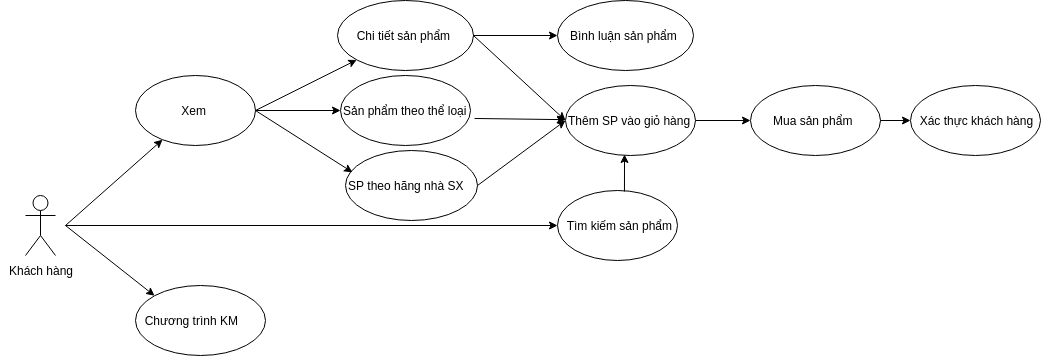 Chi tiết sản phẩm
Bình luận sản phẩm
Xem
Sản phẩm theo thể loại
Thêm SP vào giỏ hàng
Mua sản phẩm
Xác thực khách hàng
SP theo hãng nhà SX
Tìm kiếm sản phẩm
Khách hàng
Chương trình KM